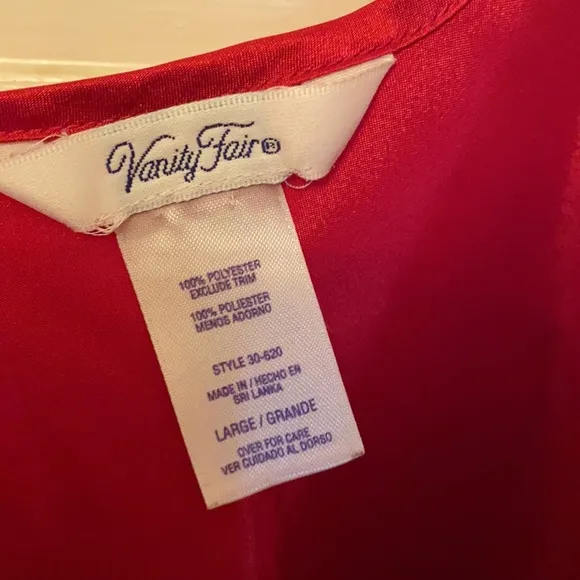 Vanity Fair®
100% POLYESTER
EXCLUDE TRIM
100% POLIESTER
MENOS ADORNO
STYLE 30-620
MADE IN / HECHO EN
SRI LANKA
LARGE / GRANDE
OVER FOR CARE
VER CUIDADO AL DORSO